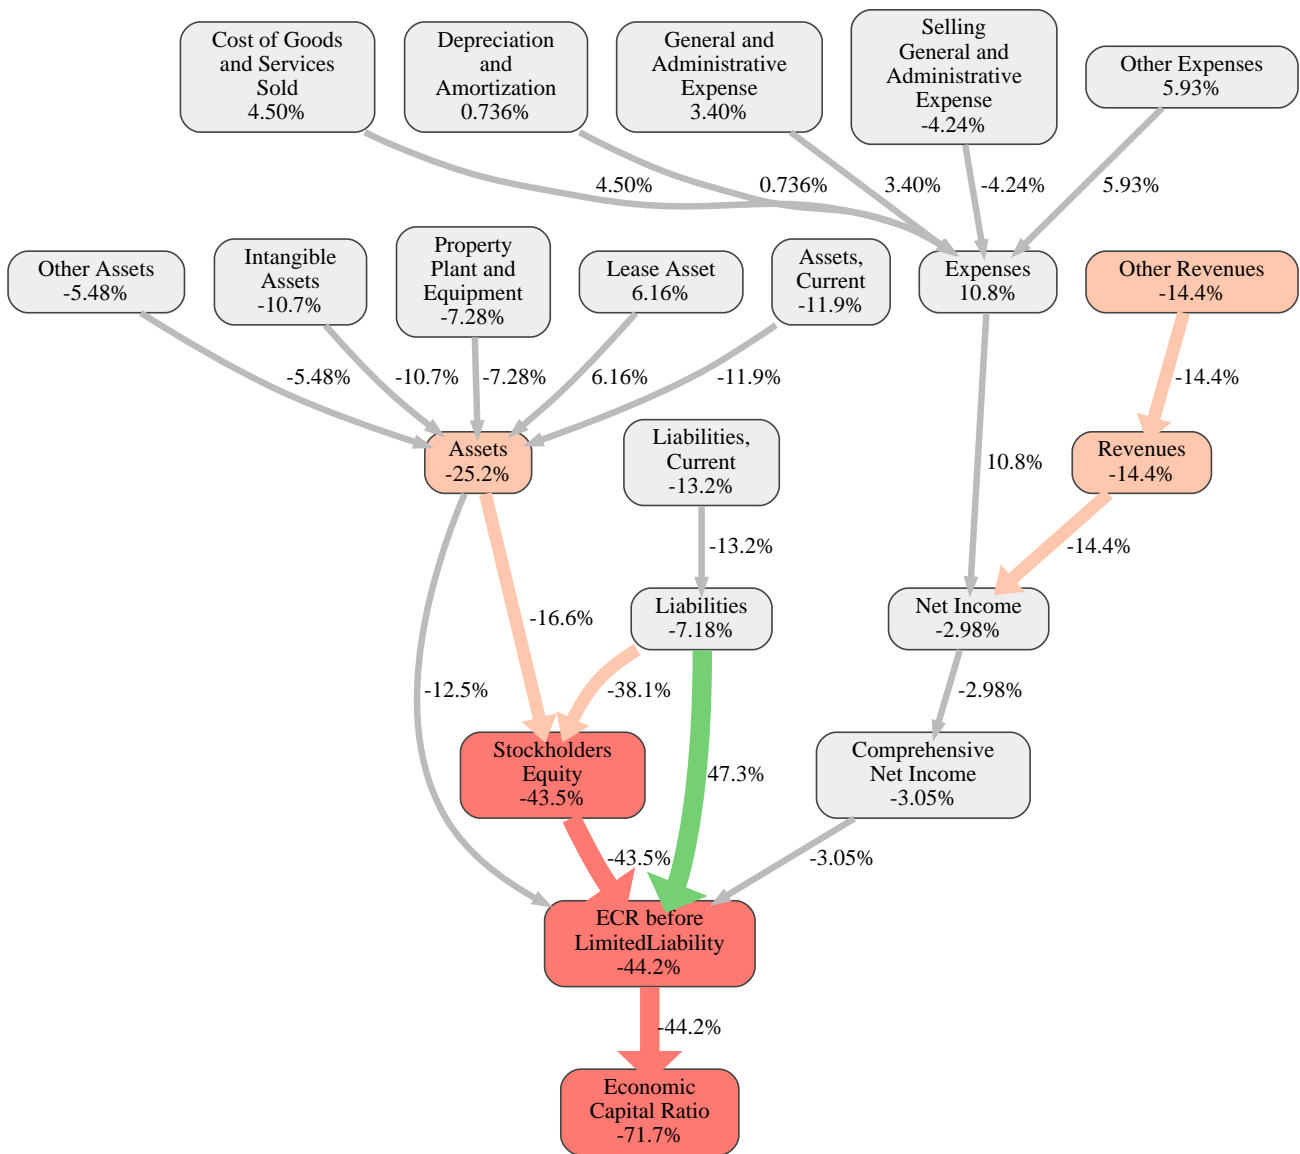 Cost of Goods
and Services
Sold
4.50%
Depreciation
and
Amortization
0.736%
General and
Administrative
Expense
3.40%
Selling
General and
Administrative
Expense
-4.24%
Other Expenses
5.93%
4.50%
0.736%
3.40%
-4.24%
5.93%
Other Assets
-5.48%
Intangible
Assets
-10.7%
Property
Plant and
Equipment
-7.28%
Lease Asset
6.16%
Assets,
Current
-11.9%
Expenses
10.8%
Other Revenues
-14.4%
-5.48%
-10.7%
-7.28%
6.16%
-11.9%
-14.4%
Assets
-25.2%
Liabilities,
Current
-13.2%
10.8%
Revenues
-14.4%
-13.2%
-14.4%
-16.6%
Liabilities
-7.18%
Net Income
-2.98%
-12.5%
-38.1%
-2.98%
Stockholders
Equity
-43.5%
47.3%
Comprehensive
Net Income
-3.05%
-43.5%
-3.05%
ECR before
LimitedLiability
-44.2%
-44.2%
Economic
Capital Ratio
-71.7%